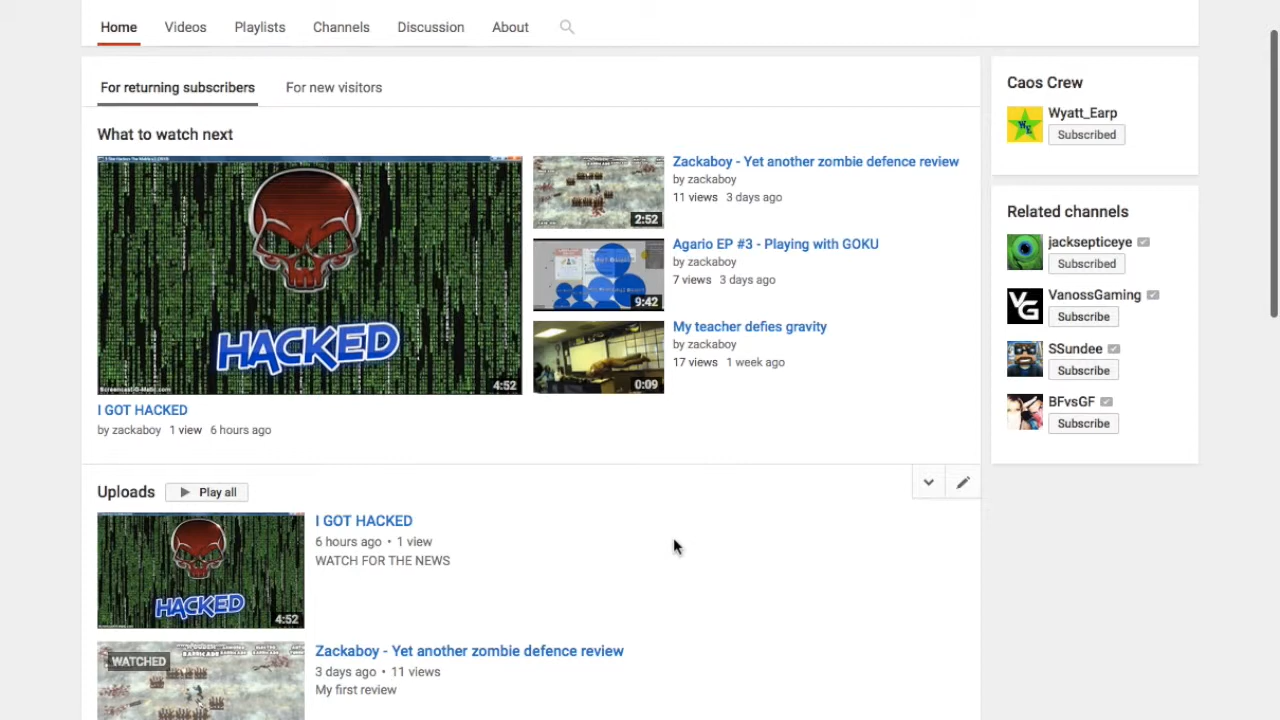 Home Videos Playlists Channels Discussion About
For returning subscribers For new visitors
What to watch next
HACKED
Screencast-O-Matic.com
4:52
I GOT HACKED
by zackaboy 1 view 6 hours ago
2:52
Zackaboy - Yet another zombie defence review
by zackaboy
11 views 3 days ago
9:42
Agario EP #3 - Playing with GOKU
by zackaboy
7 views 3 days ago
0:09
My teacher defies gravity
by zackaboy
17 views 1 week ago
Uploads Play all
HACKED
4:52
I GOT HACKED
6 hours ago • 1 view
WATCH FOR THE NEWS
WATCHED
Zackaboy - Yet another zombie defence review
3 days ago • 11 views
My first review
Caos Crew
WE
Wyatt_Earp
Subscribed
Related channels
jacksepticeye
Subscribed
VG
VanossGaming
Subscribe
SSundee
Subscribe
BFvsGF
Subscribe